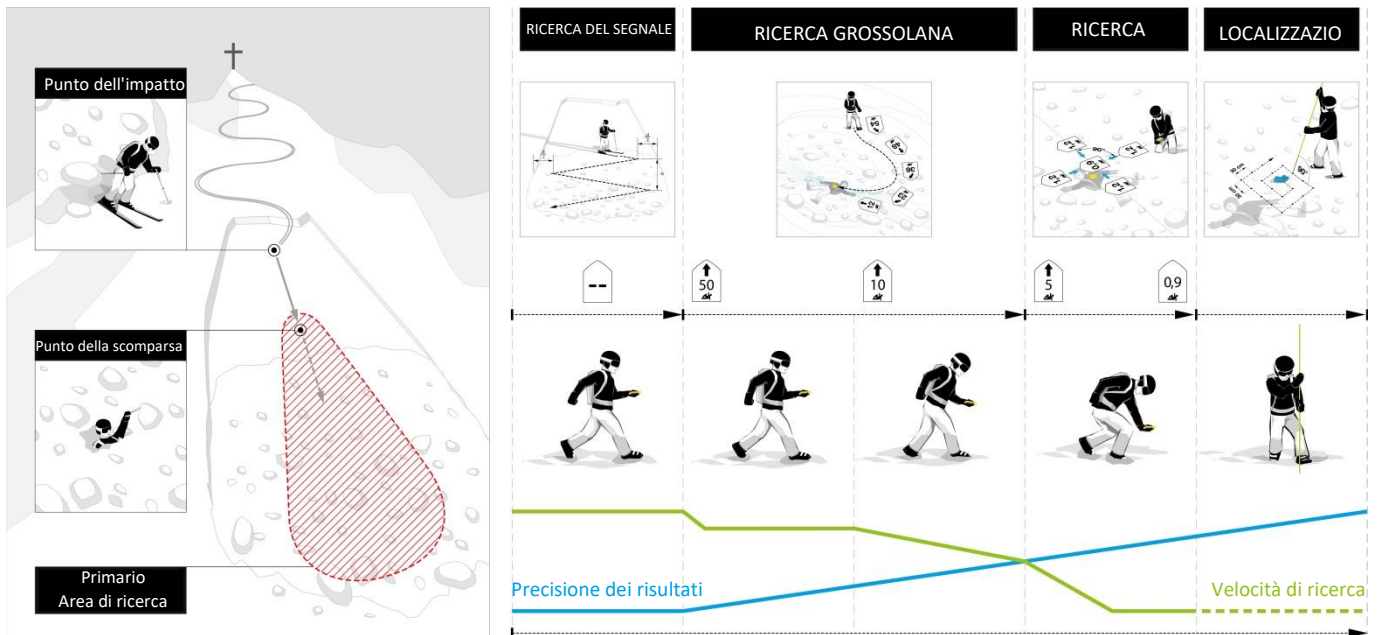 Punto dell'impatto
Punto della scomparsa
Primario
Area di ricerca
RICERCA DEL SEGNALE
RICERCA GROSSOLANA
RICERCA
LOCALIZZAZIO
--
50
10
5
0,9
Precisione dei risultati
Velocità di ricerca